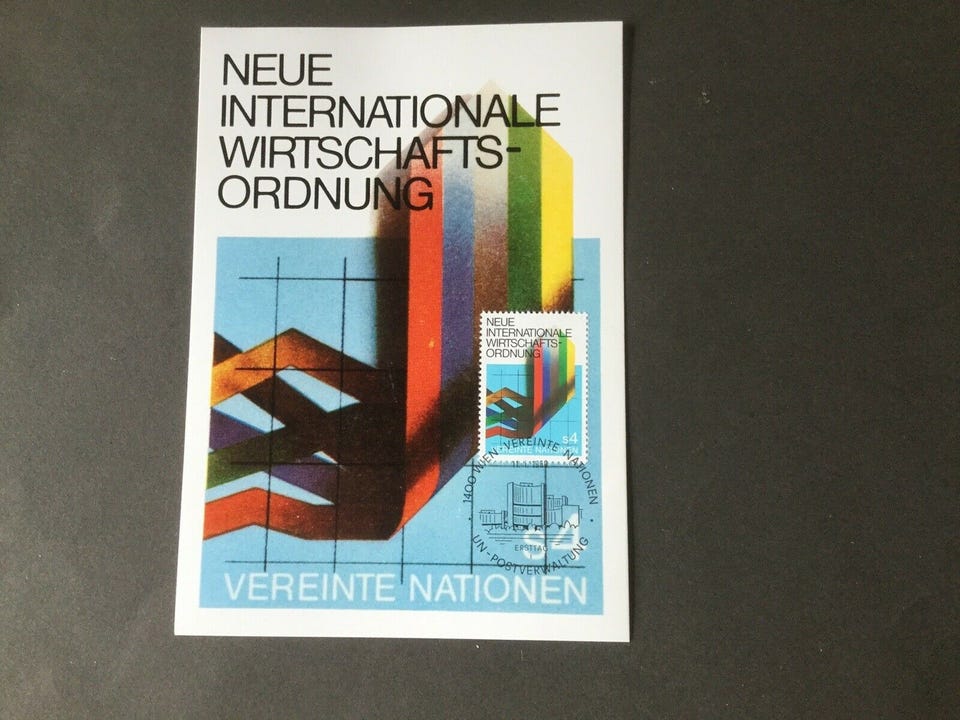 NEUE
INTERNATIONALE
WIRTSCHAFTS-
ORDNUNG
NEUE
INTERNATIONALE
WIRTSCHAFTS-
ORDNUNG
s4
VEREINTE NATIONEN
1400 WIEN - VEREINTE NATIONEN
ERSTTAG
UN - POSTVERWALTUNG
s4
VEREINTE NATIONEN